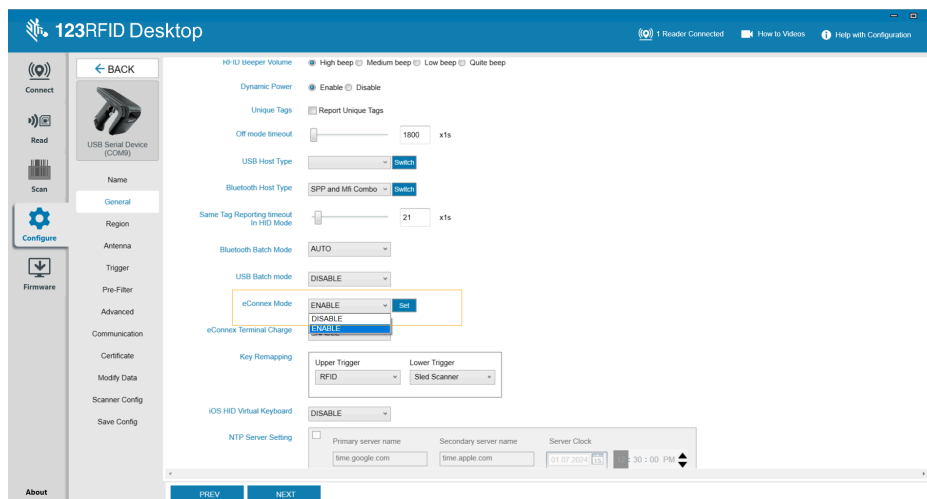 123RFID Desktop
1 Reader Connected
How to Videos
Help with Configuration
Connect
Read
Scan
Configure
Firmware
About
BACK
USB Serial Device
(COM9)
Name
General
Region
Antenna
Trigger
Pre-Filter
Advanced
Communication
Certificate
Modify Data
Scanner Config
Save Config
RFID Beeper Volume High beep Medium beep Low beep Quite beep
Dynamic Power Enable Disable
Unique Tags Report Unique Tags
Off mode timeout 1800 x1s
USB Host Type Switch
Bluetooth Host Type SPP and Mfi Combo Switch
Same Tag Reporting timeout
In HID Mode 21 x1s
Bluetooth Batch Mode AUTO
USB Batch mode DISABLE
eConnex Mode ENABLE Set
DISABLE
ENABLE
eConnex Terminal Charge
Key Remapping
Upper Trigger Lower Trigger
RFID Sled Scanner
iOS HID Virtual Keyboard DISABLE
NTP Server Setting
Primary server name Secondary server name Server Clock
time.google.com time.apple.com 01.07.2024 15 12 : 30 : 00 PM
PREV NEXT